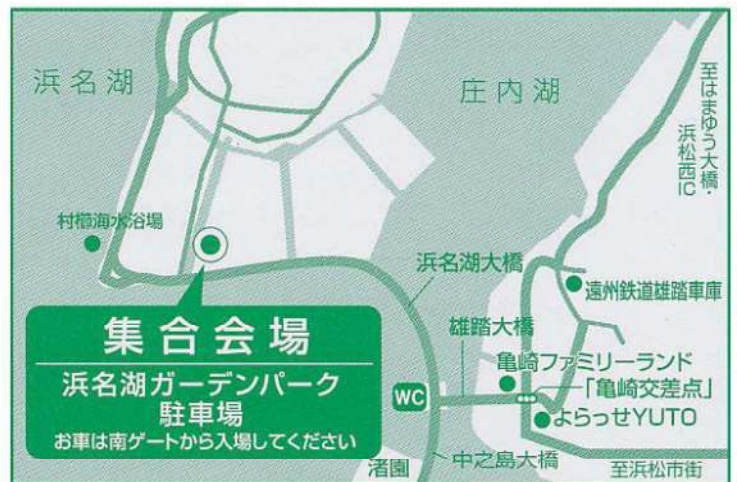 浜名湖
庄内湖
至はまゆう大橋・
浜松西IC
村櫛海水浴場
浜名湖大橋
遠州鉄道雄踏車庫
雄踏大橋
集合会場
浜名湖ガーデンパーク
駐車場
お車は南ゲートから入場してください
亀崎ファミリーランド
「亀崎交差点」
WC
よらっせYUTO
渚園
中之島大橋
至浜松市街